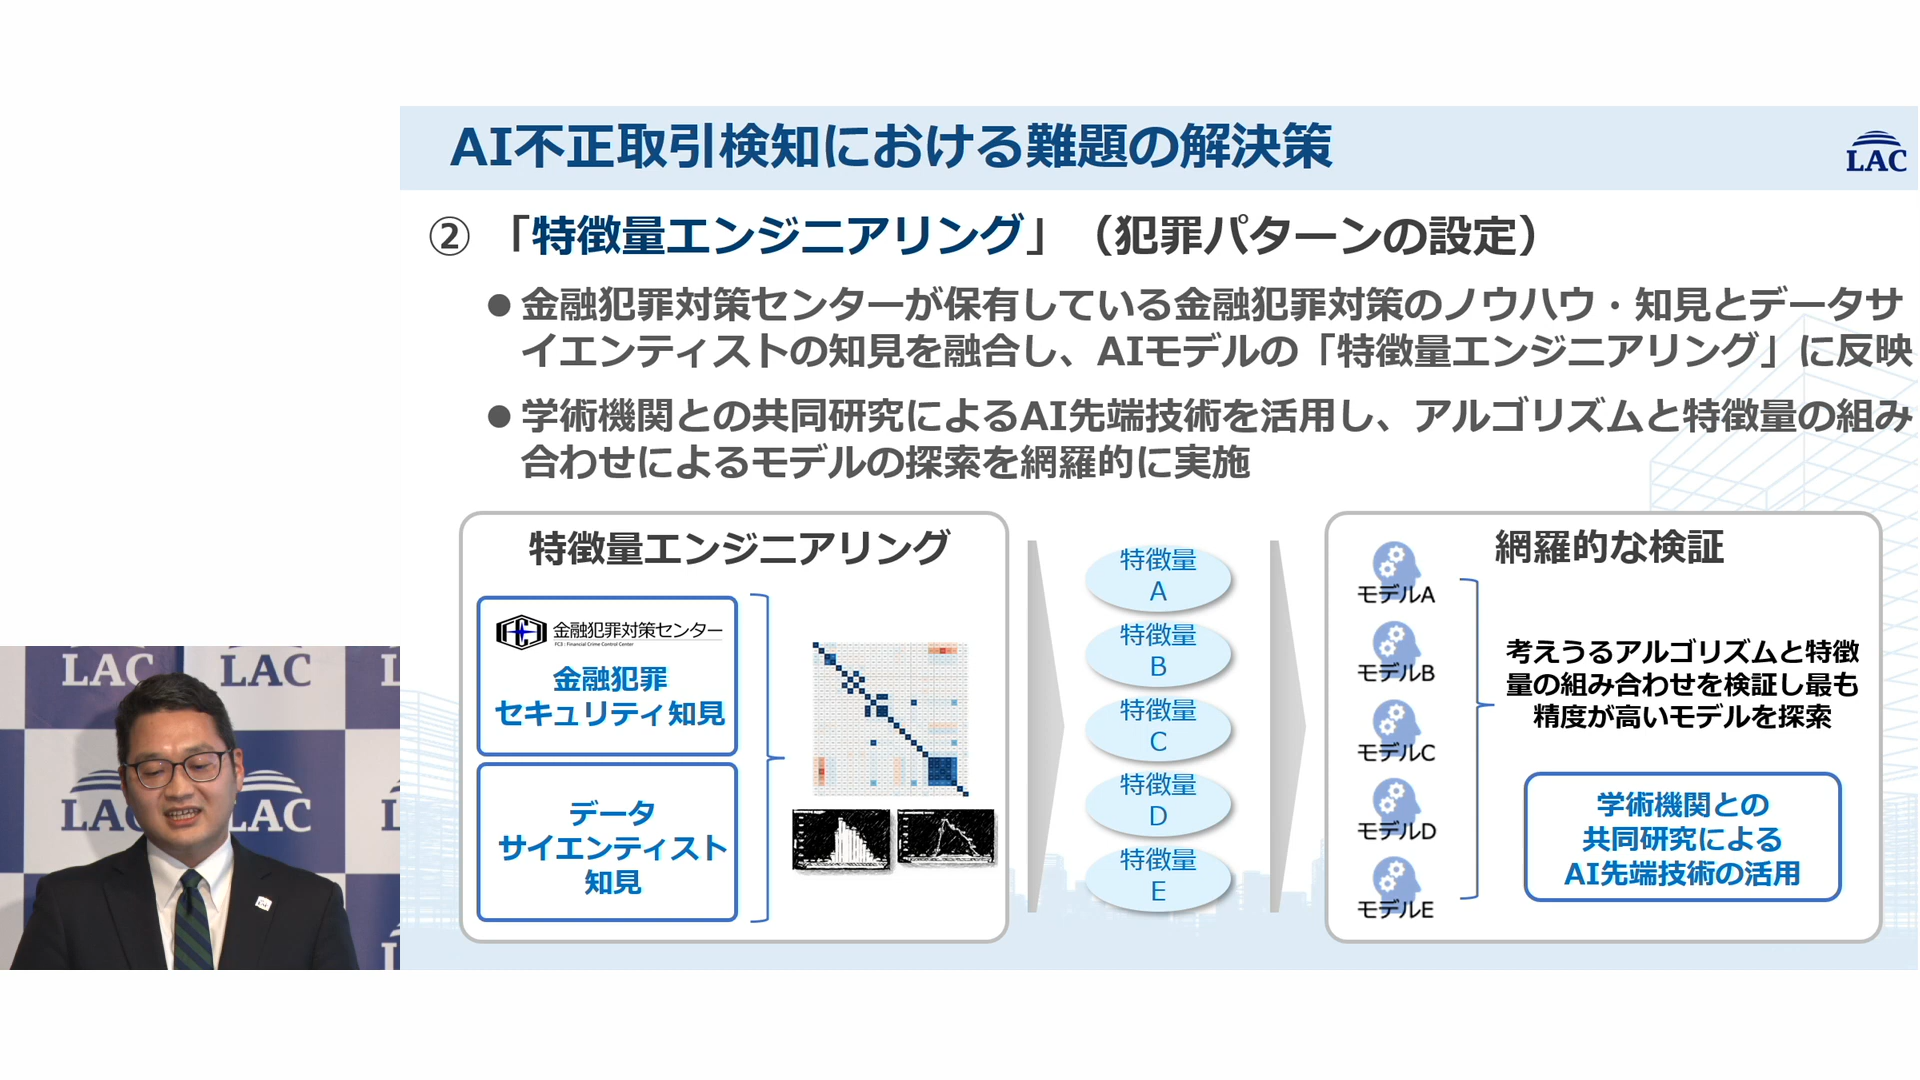 AI不正取引検知における難題の解決策
LAC
② 「特徴量エンジニアリング」（犯罪パターンの設定）
● 金融犯罪対策センターが保有している金融犯罪対策のノウハウ・知見とデータサ
イエンティストの知見を融合し、AIモデルの「特徴量エンジニアリング」に反映
● 学術機関との共同研究によるAI先端技術を活用し、アルゴリズムと特徴量の組み
合わせによるモデルの探索を網羅的に実施
特徴量エンジニアリング
金融犯罪対策センター
FC3 : Financial Crime Control Center
金融犯罪
セキュリティ知見
データ
サイエンティスト
知見
特徴量
A
特徴量
B
特徴量
C
特徴量
D
特徴量
E
網羅的な検証
モデルA
モデルB
モデルC
モデルD
モデルE
考えうるアルゴリズムと特徴
量の組み合わせを検証し最も
精度が高いモデルを探索
学術機関との
共同研究による
AI先端技術の活用
LAC
LAC
LAC
LAC